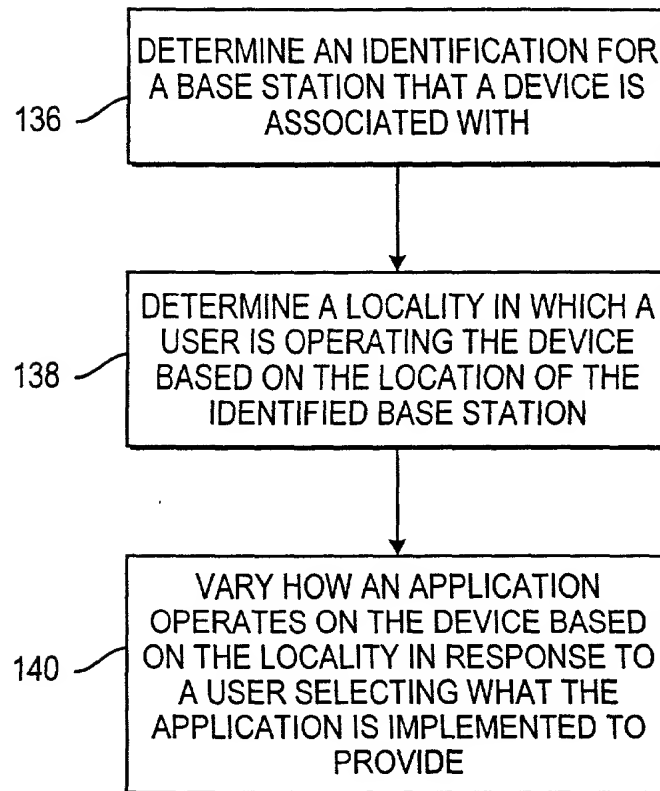 DETERMINE AN IDENTIFICATION FOR
A BASE STATION THAT A DEVICE IS
ASSOCIATED WITH
136
DETERMINE A LOCALITY IN WHICH A
USER IS OPERATING THE DEVICE
BASED ON THE LOCATION OF THE
IDENTIFIED BASE STATION
138
VARY HOW AN APPLICATION
OPERATES ON THE DEVICE BASED
ON THE LOCALITY IN RESPONSE TO
A USER SELECTING WHAT THE
APPLICATION IS IMPLEMENTED TO
PROVIDE
140